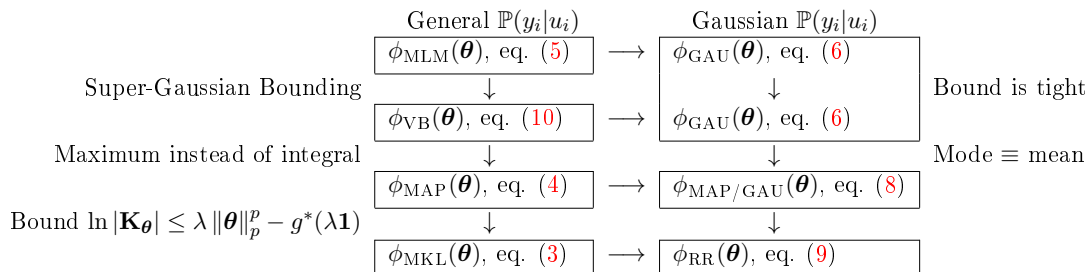 General ℙ(y_i|u_i) Gaussian ℙ(y_i|u_i)
ϕ_MLM(θ), eq. (5) ⟶ ϕ_GAU(θ), eq. (6)
Super-Gaussian Bounding ↓ ↓ Bound is tight
ϕ_VB(θ), eq. (10) ⟶ ϕ_GAU(θ), eq. (6)
Maximum instead of integral ↓ ↓ Mode ≡ mean
ϕ_MAP(θ), eq. (4) ⟶ ϕ_MAP/GAU(θ), eq. (8)
Bound ln |K_θ| ≤ λ ‖θ‖_p^p − g*(λ1) ↓ ↓
ϕ_MKL(θ), eq. (3) ⟶ ϕ_RR(θ), eq. (9)